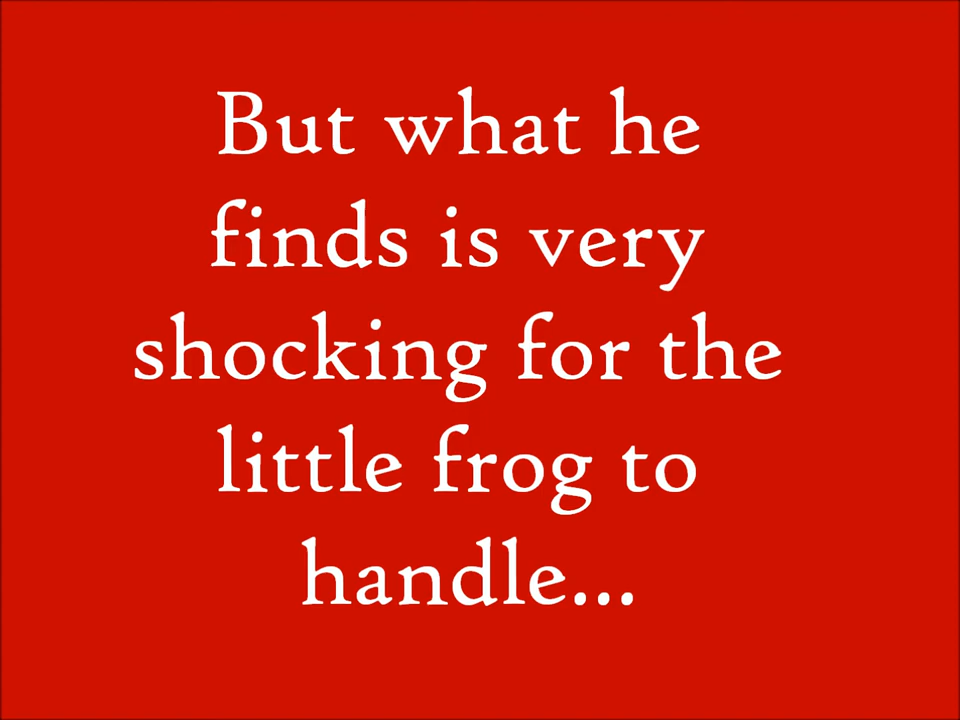 But what he
finds is very
shocking for the
little frog to
handle...